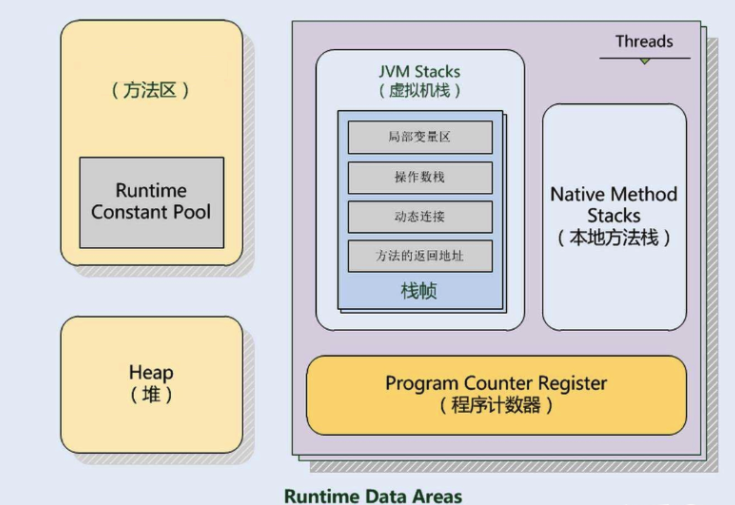 （方法区）
Runtime
Constant Pool
Heap
（堆）
Threads
JVM Stacks
（虚拟机栈）
局部变量区
操作数栈
动态连接
方法的返回地址
栈帧
Native Method
Stacks
（本地方法栈）
Program Counter Register
（程序计数器）
Runtime Data Areas